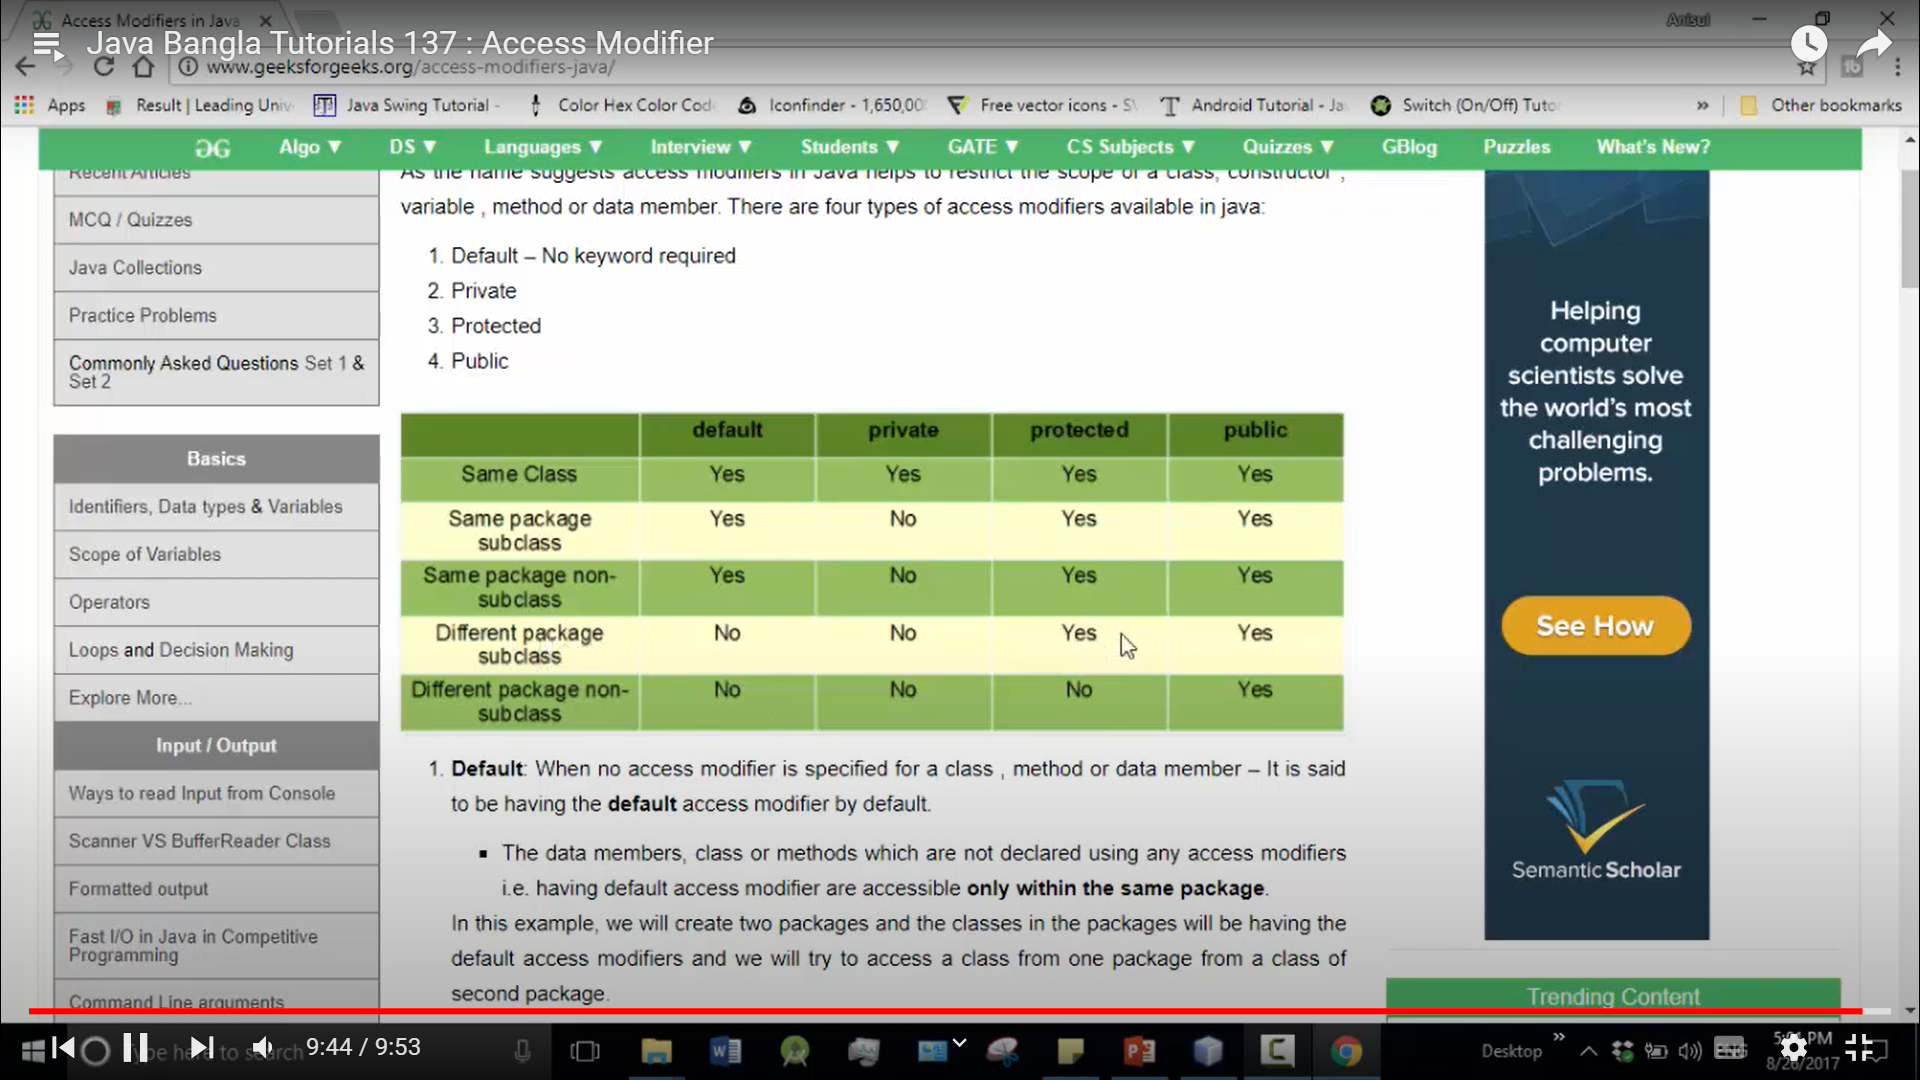 Access Modifiers in Java
Anisul
Java Bangla Tutorials 137 : Access Modifier
www.geeksforgeeks.org/access-modifiers-java/
Apps Result | Leading Univ Java Swing Tutorial - Color Hex Color Cod Iconfinder - 1,650,00 Free vector icons - S Android Tutorial - Ja Switch (On/Off) Tuto » Other bookmarks
Algo ▼ DS ▼ Languages ▼ Interview ▼ Students ▼ GATE ▼ CS Subjects ▼ Quizzes ▼ GBlog Puzzles What's New?
Recent Articles
MCQ / Quizzes
Java Collections
Practice Problems
Commonly Asked Questions Set 1 &
Set 2
Basics
Identifiers, Data types & Variables
Scope of Variables
Operators
Loops and Decision Making
Explore More...
Input / Output
Ways to read Input from Console
Scanner VS BufferReader Class
Formatted output
Fast I/O in Java in Competitive
Programming
Command Line arguments
As the name suggests access modifiers in Java helps to restrict the scope of a class, constructor ,
variable , method or data member. There are four types of access modifiers available in java:
1. Default – No keyword required
2. Private
3. Protected
4. Public
default private protected public
Same Class Yes Yes Yes Yes
Same package
subclass Yes No Yes Yes
Same package non-
subclass Yes No Yes Yes
Different package
subclass No No Yes Yes
Different package non-
subclass No No No Yes
1. Default: When no access modifier is specified for a class , method or data member – It is said
to be having the default access modifier by default.
▪ The data members, class or methods which are not declared using any access modifiers
i.e. having default access modifier are accessible only within the same package.
In this example, we will create two packages and the classes in the packages will be having the
default access modifiers and we will try to access a class from one package from a class of
second package.
Helping
computer
scientists solve
the world's most
challenging
problems.
See How
Semantic Scholar
Trending Content
Type here to search
9:44 / 9:53
Desktop »
ENG
PM
8/26/2017